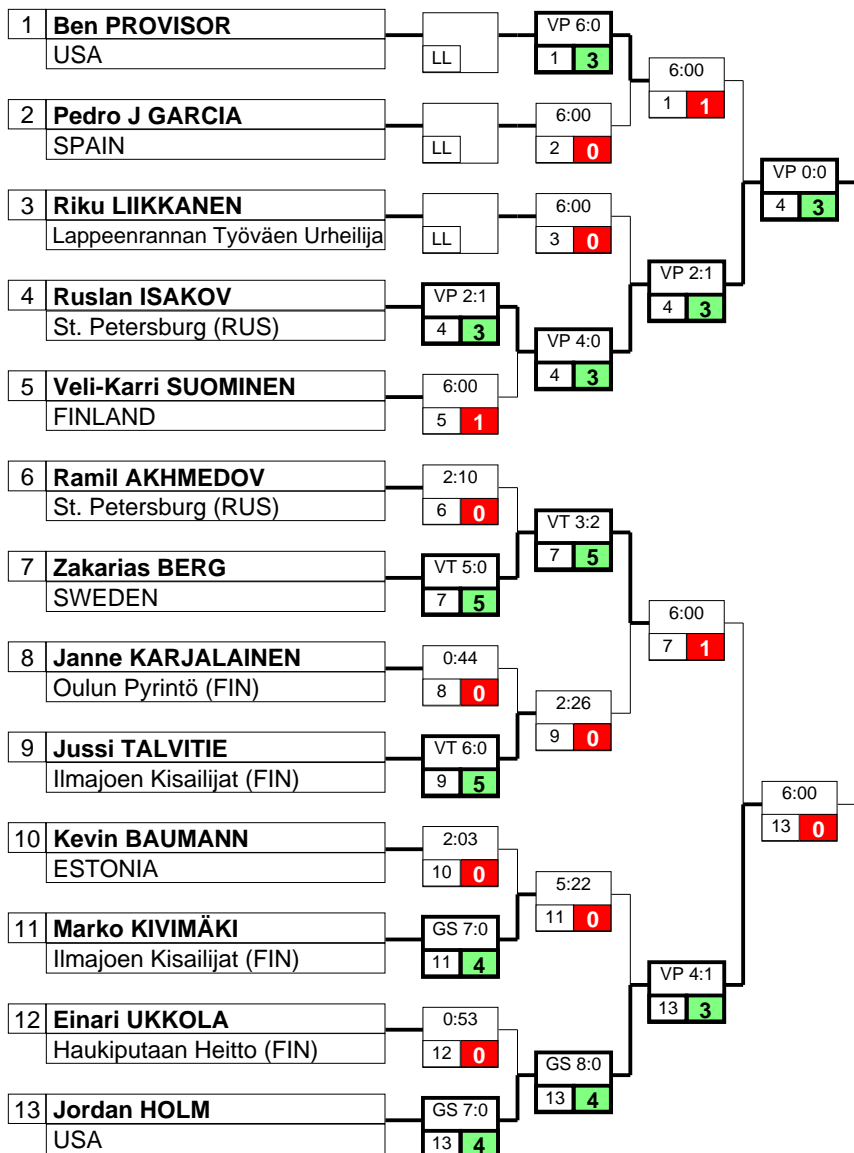 1 Ben PROVISOR
USA
LL
VP 6:0
1 3
6:00
1 1
2 Pedro J GARCIA
SPAIN
LL
6:00
2 0
VP 0:0
4 3
3 Riku LIIKKANEN
Lappeenrannan Työväen Urheilija
LL
6:00
3 0
VP 2:1
4 3
4 Ruslan ISAKOV
St. Petersburg (RUS)
VP 2:1
4 3
VP 4:0
4 3
5 Veli-Karri SUOMINEN
FINLAND
6:00
5 1
6 Ramil AKHMEDOV
St. Petersburg (RUS)
2:10
6 0
VT 3:2
7 5
7 Zakarias BERG
SWEDEN
VT 5:0
7 5
6:00
7 1
8 Janne KARJALAINEN
Oulun Pyrintö (FIN)
0:44
8 0
2:26
9 0
9 Jussi TALVITIE
Ilmajoen Kisailijat (FIN)
VT 6:0
9 5
6:00
13 0
10 Kevin BAUMANN
ESTONIA
2:03
10 0
5:22
11 0
11 Marko KIVIMÄKI
Ilmajoen Kisailijat (FIN)
GS 7:0
11 4
VP 4:1
13 3
12 Einari UKKOLA
Haukiputaan Heitto (FIN)
0:53
12 0
GS 8:0
13 4
13 Jordan HOLM
USA
GS 7:0
13 4